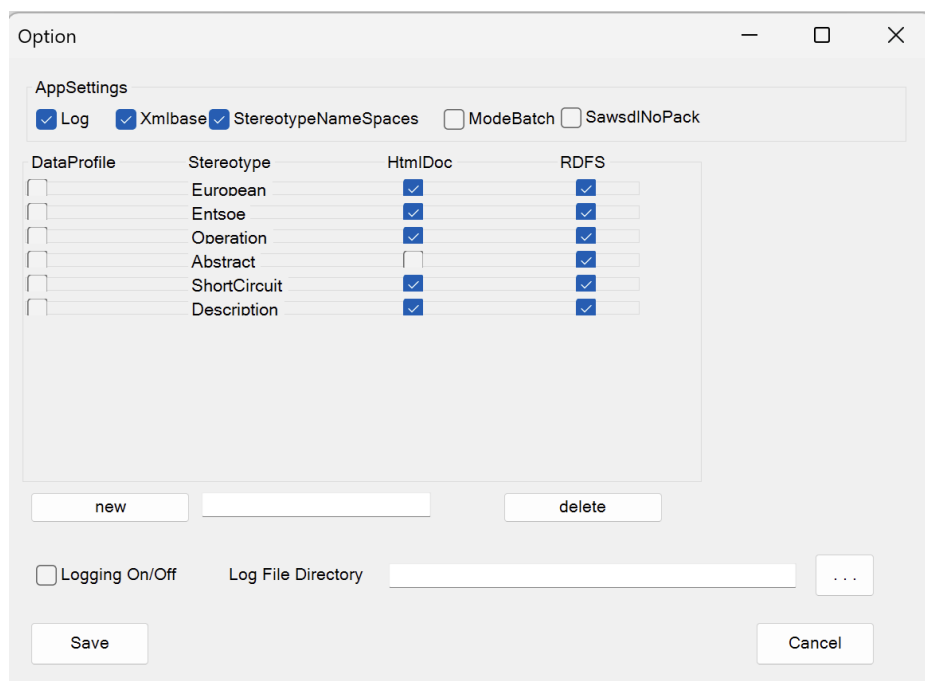 Option
AppSettings
Log Xmlbase StereotypeNameSpaces ModeBatch SawsdlNoPack
DataProfile Stereotype HtmlDoc RDFS
European
Entsoe
Operation
Abstract
ShortCircuit
Description
new delete
Logging On/Off Log File Directory ...
Save Cancel